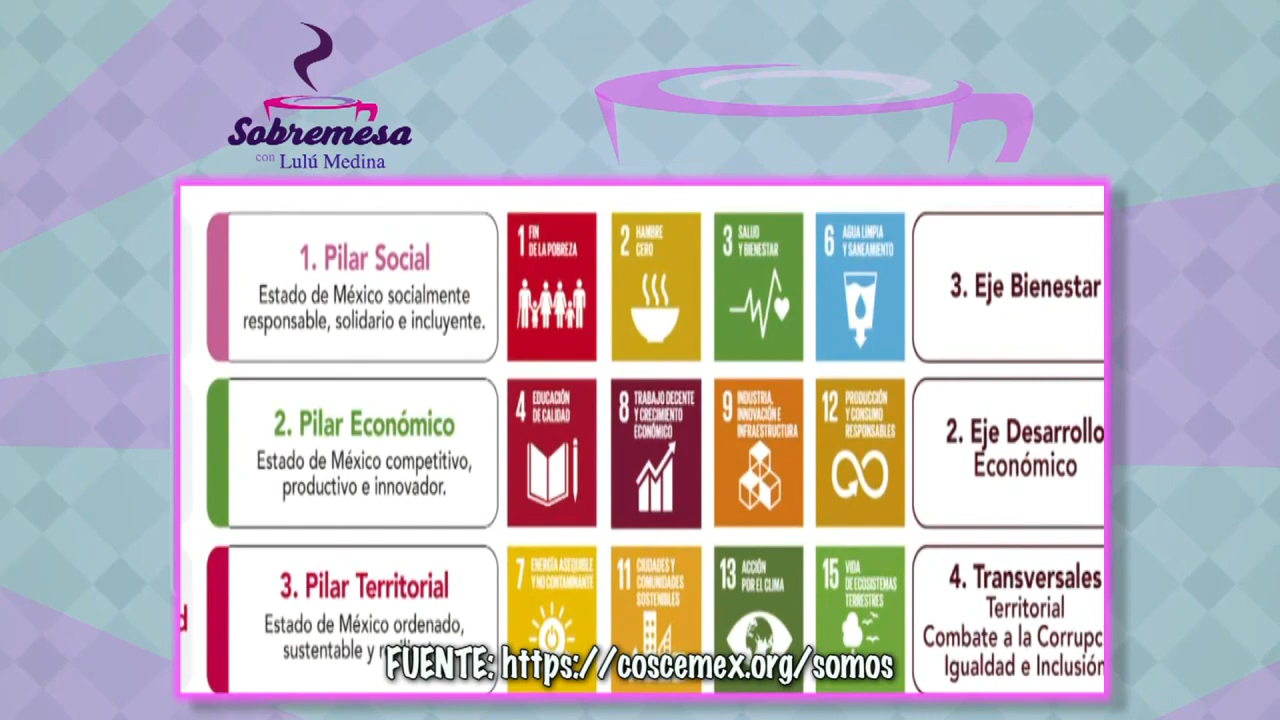 Sobremesa
con Lulú Medina
1. Pilar Social
Estado de México socialmente
responsable, solidario e incluyente.
1 FIN
DE LA POBREZA
2 HAMBRE
CERO
3 SALUD
Y BIENESTAR
6 AGUA LIMPIA
Y SANEAMIENTO
3. Eje Bienestar
2. Pilar Económico
Estado de México competitivo,
productivo e innovador.
4 EDUCACIÓN
DE CALIDAD
8 TRABAJO DECENTE
Y CRECIMIENTO
ECONÓMICO
9 INDUSTRIA,
INNOVACIÓN E
INFRAESTRUCTURA
12 PRODUCCIÓN
Y CONSUMO
RESPONSABLES
2. Eje Desarrollo
Económico
3. Pilar Territorial
Estado de México ordenado,
sustentable y
7 ENERGÍA ASEQUIBLE
Y NO CONTAMINANTE
11 CIUDADES Y
COMUNIDADES
SOSTENIBLES
13 ACCIÓN
POR EL CLIMA
15 VIDA
DE ECOSISTEMAS
TERRESTRES
4. Transversales
Territorial
Combate a la Corrupc
Igualdad e Inclusión
d
FUENTE: https://coscemex.org/somos